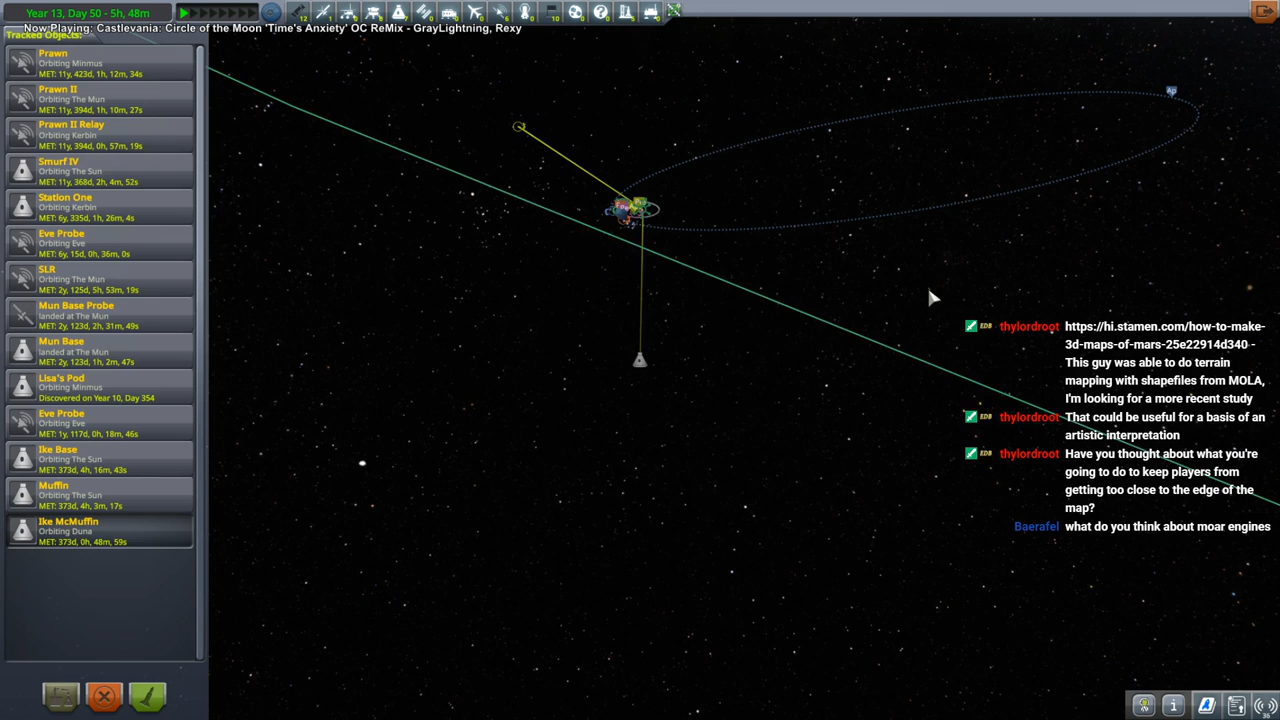 Year 13, Day 50 - 5h, 48m
Now Playing: Castlevania: Circle of the Moon 'Time's Anxiety' OC ReMix - GrayLightning, Rexy
Tracked Objects:
Prawn
Orbiting Minmus
MET: 11y, 423d, 1h, 12m, 34s
Prawn II
Orbiting The Mun
MET: 11y, 394d, 1h, 10m, 27s
Prawn II Relay
Orbiting Kerbin
MET: 11y, 394d, 0h, 57m, 19s
Smurf IV
Orbiting The Sun
MET: 11y, 368d, 2h, 4m, 52s
Station One
Orbiting Kerbin
MET: 6y, 335d, 1h, 26m, 4s
Eve Probe
Orbiting Eve
MET: 6y, 15d, 0h, 36m, 0s
SLR
Orbiting The Mun
MET: 2y, 125d, 5h, 53m, 19s
Mun Base Probe
landed at The Mun
MET: 2y, 123d, 2h, 31m, 49s
Mun Base
landed at The Mun
MET: 2y, 123d, 1h, 2m, 47s
Lisa's Pod
Orbiting Minmus
Discovered on Year 10, Day 354
Eve Probe
Orbiting Eve
MET: 1y, 117d, 0h, 18m, 46s
Ike Base
Orbiting The Sun
MET: 373d, 4h, 16m, 43s
Muffin
Orbiting The Sun
MET: 373d, 4h, 3m, 17s
Ike McMuffin
Orbiting Duna
MET: 373d, 0h, 48m, 59s
Ap
EDB thylordroot https://hi.stamen.com/how-to-make-
3d-maps-of-mars-25e22914d340 -
This guy was able to do terrain
mapping with shapefiles from MOLA,
I'm looking for a more recent study
EDB thylordroot That could be useful for a basis of an
artistic interpretation
EDB thylordroot Have you thought about what you're
going to do to keep players from
getting too close to the edge of the
map?
Baerafel what do you think about moar engines